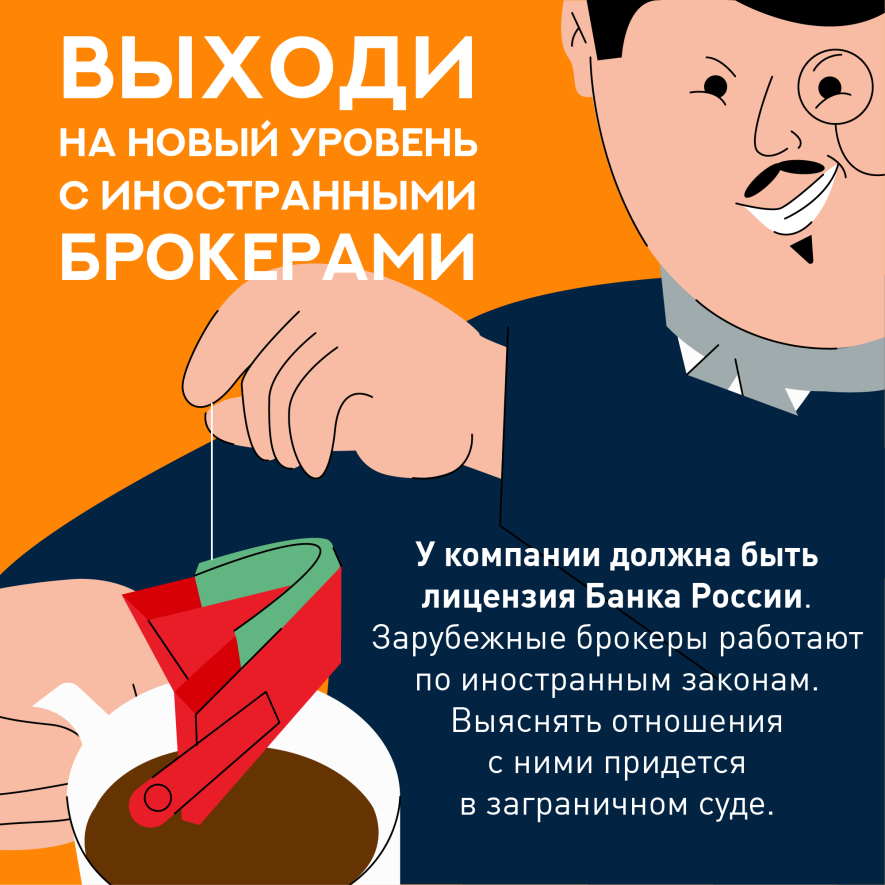 ВЫХОДИ
НА НОВЫЙ УРОВЕНЬ
С ИНОСТРАННЫМИ
БРОКЕРАМИ
У компании должна быть
лицензия Банка России.
Зарубежные брокеры работают
по иностранным законам.
Выяснять отношения
с ними придется
в заграничном суде.